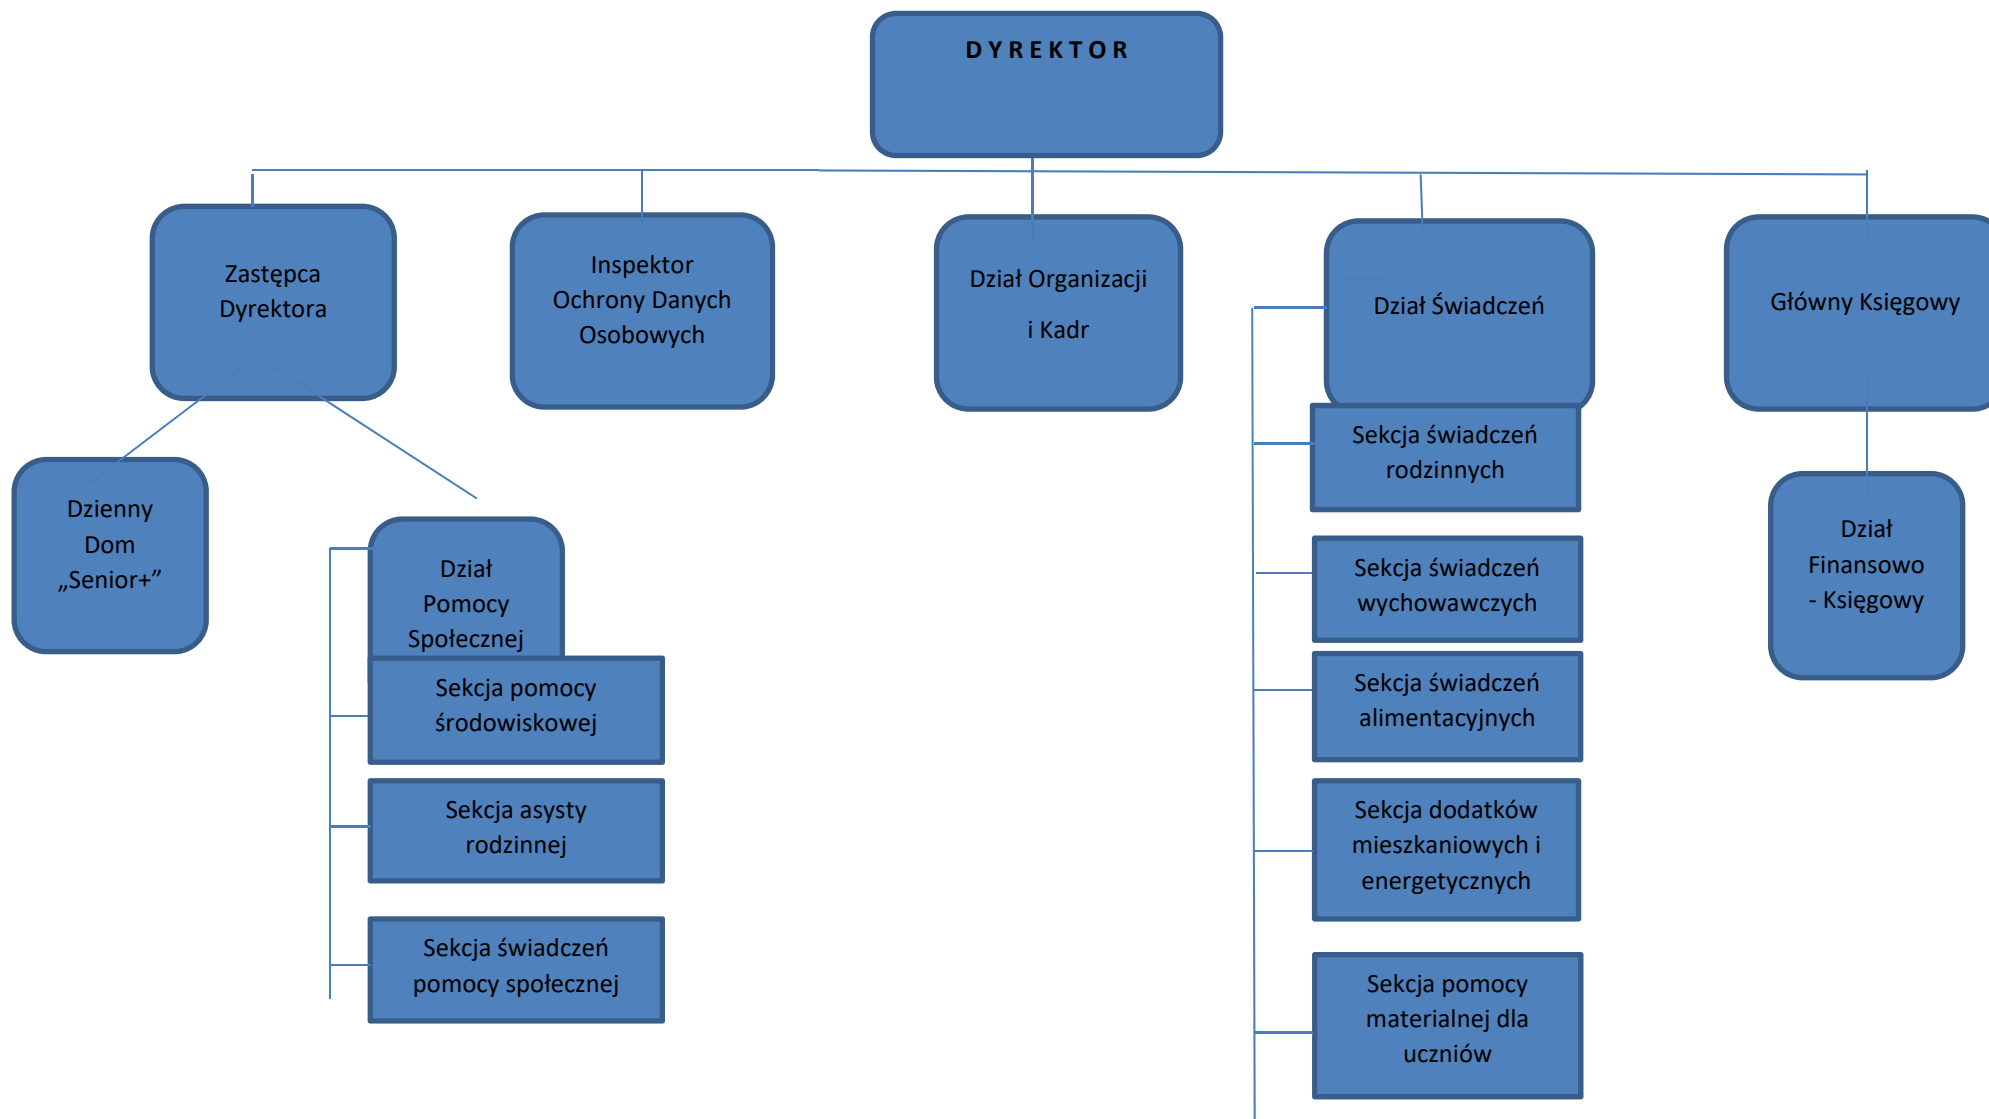 D Y R E K T O R
Zastępca
Dyrektora
Inspektor
Ochrony Danych
Osobowych
Dział Organizacji
i Kadr
Dział Świadczeń
Główny Księgowy
Dzienny
Dom
„Senior+”
Dział
Pomocy
Społecznej
Sekcja pomocy
środowiskowej
Sekcja asysty
rodzinnej
Sekcja świadczeń
pomocy społecznej
Sekcja świadczeń
rodzinnych
Sekcja świadczeń
wychowawczych
Sekcja świadczeń
alimentacyjnych
Sekcja dodatków
mieszkaniowych i
energetycznych
Sekcja pomocy
materialnej dla
uczniów
Dział
Finansowo
- Księgowy